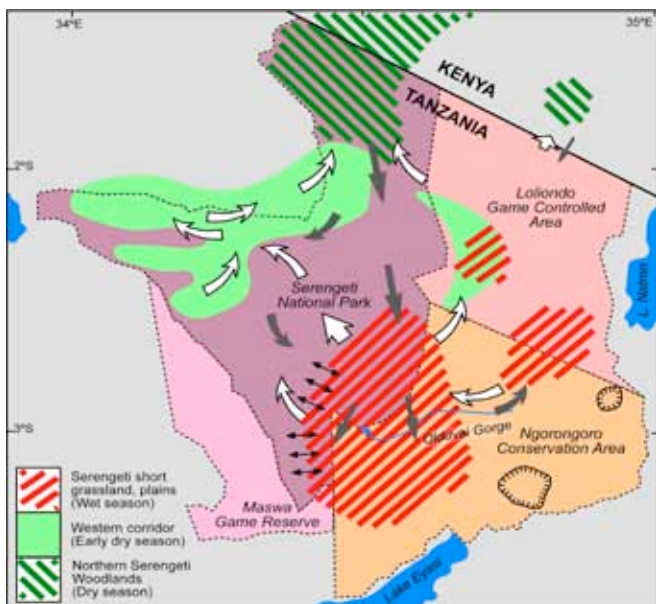 34°E
35°E
KENYA
TANZANIA
2°S
Loliondo
Game Controlled
Area
Serengeti
National Park
L. Natron
3°S
Olduvai Gorge
Ngorongoro
Conservation Area
Serengeti short
grassland, plains
(Wet season)
Western corridor
(Early dry season)
Northern Serengeti
Woodlands
(Dry season)
Maswa
Game Reserve
Lake Eyasi